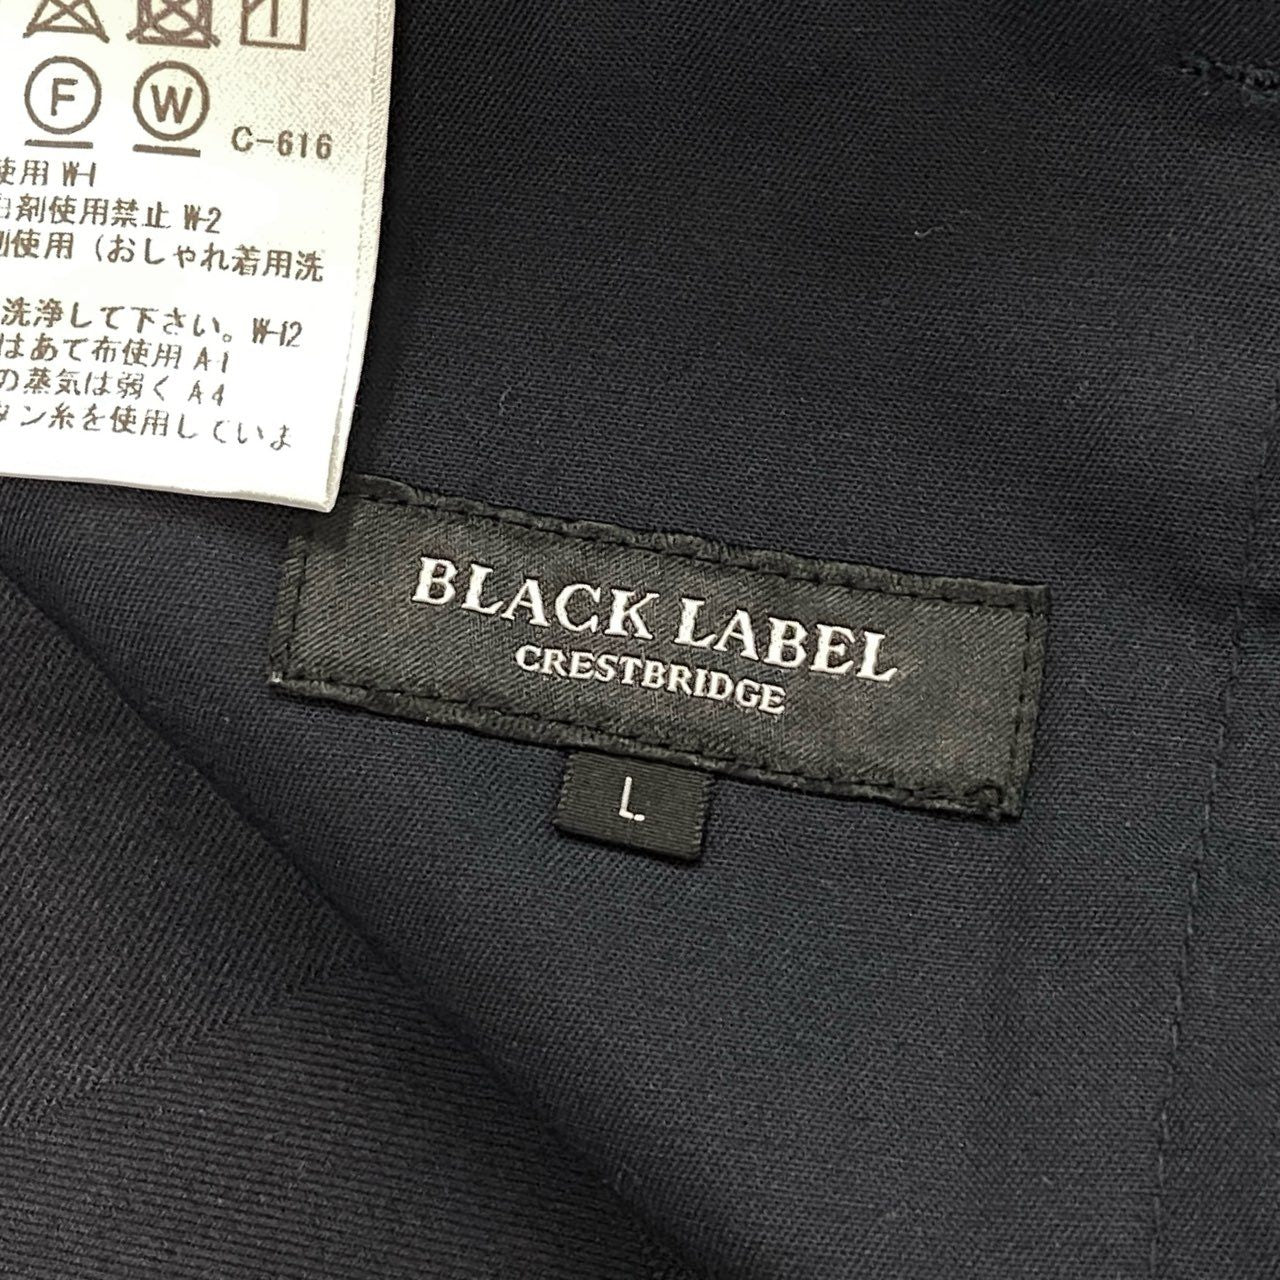 F W C-616
使用 W-1
白剤使用禁止 W-2
剤使用（おしゃれ着用洗
洗浄して下さい。W-12
はあて布使用 A-1
の蒸気は弱く A4
タン糸を使用していま
BLACK LABEL
CRESTBRIDGE
L